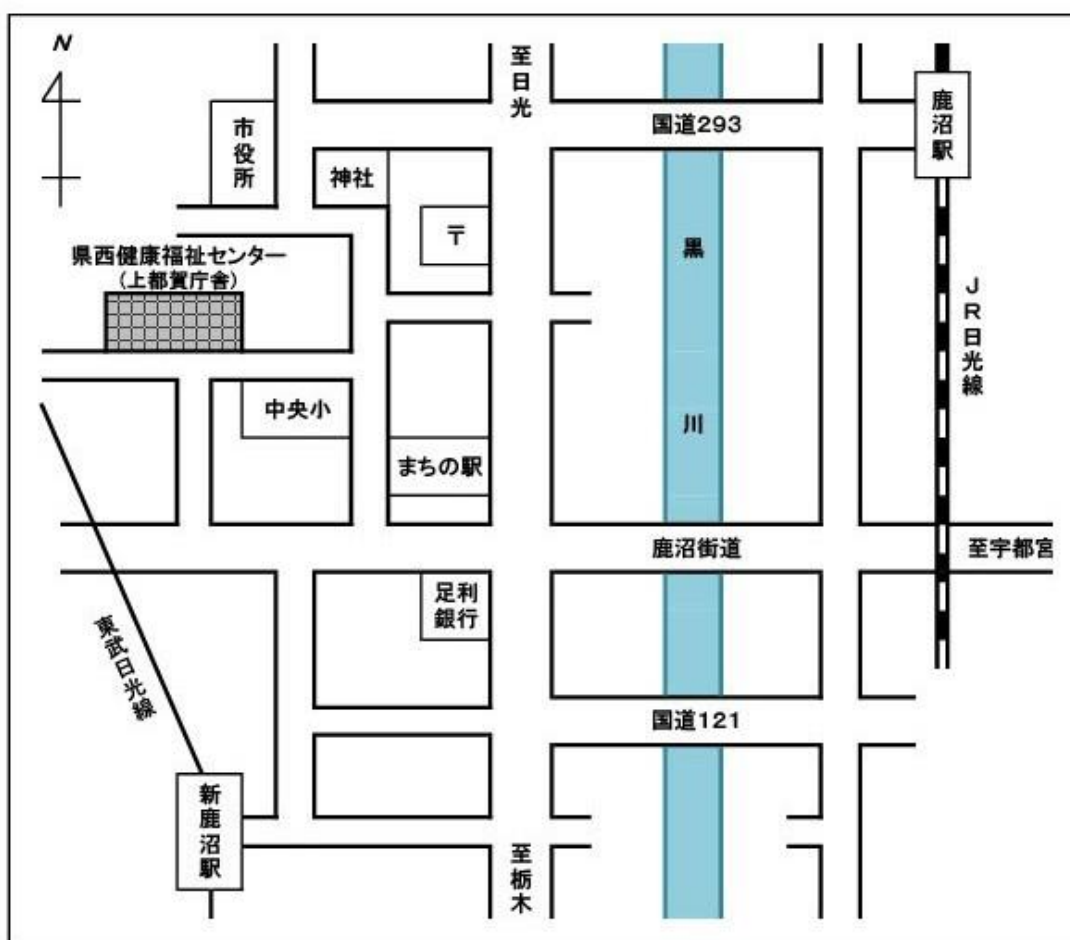 N
至日光
国道293
鹿沼駅
市役所
神社
〒
黒川
県西健康福祉センター
(上都賀庁舎)
JR日光線
中央小
まちの駅
鹿沼街道
至宇都宮
足利
銀行
東武日光線
国道121
新鹿沼駅
至栃木